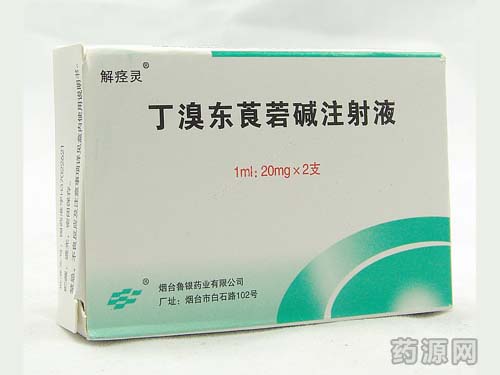 解痉灵®
丁溴东莨菪碱注射液
1ml:20mg×2支
®
烟台鲁银药业有限公司
厂址:烟台市白石路102号
药源网